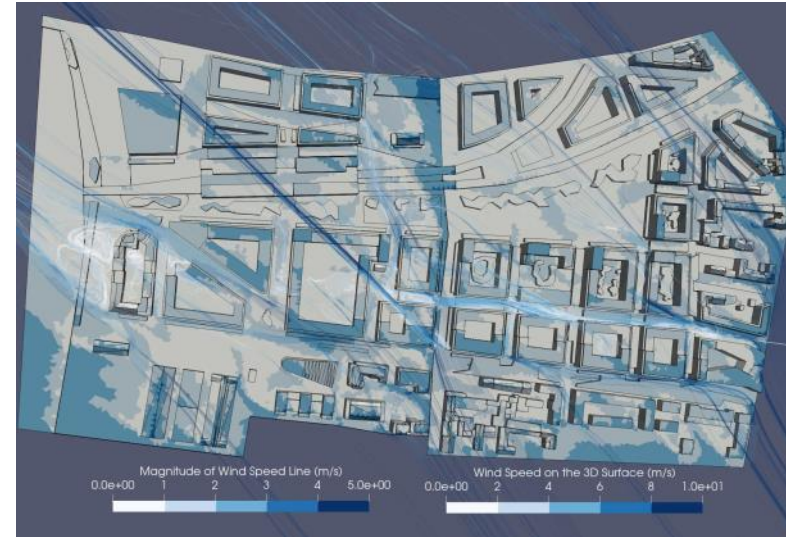 Magnitude of Wind Speed Line (m/s)
0.0e+00 1 2 3 4 5.0e+00
Wind Speed on the 3D Surface (m/s)
0.0e+00 2 4 6 8 1.0e+01